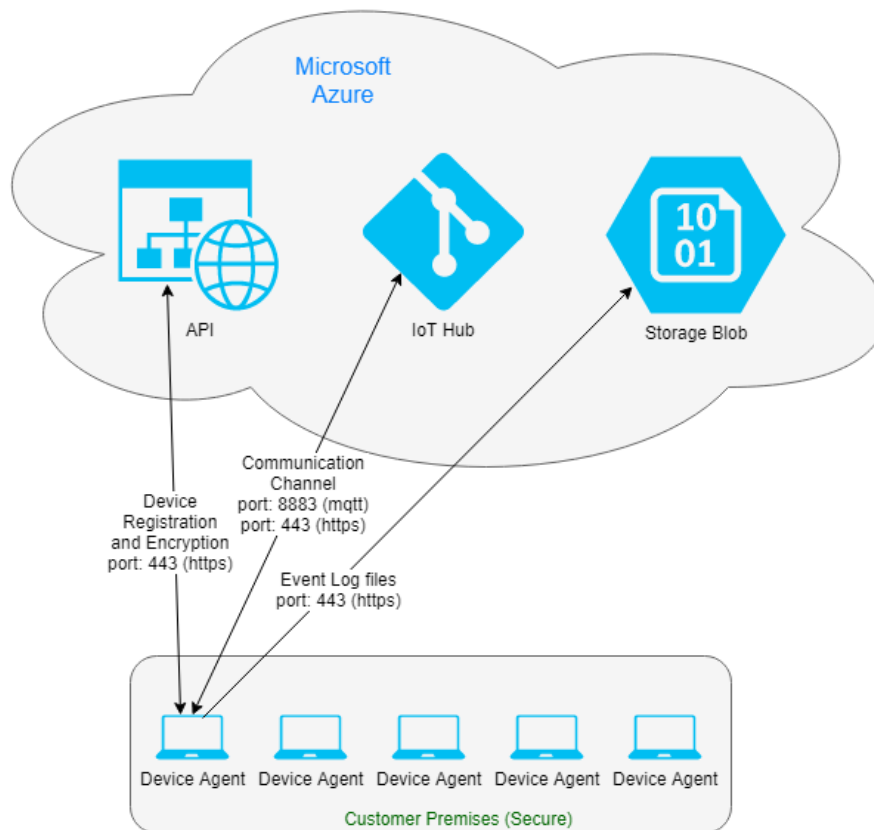 Microsoft
Azure
10
01
API
IoT Hub
Storage Blob
Communication
Channel
port: 8883 (mqtt)
port: 443 (https)
Device
Registration
and Encryption
port: 443 (https)
Event Log files
port: 443 (https)
Device Agent
Device Agent
Device Agent
Device Agent
Device Agent
Customer Premises (Secure)